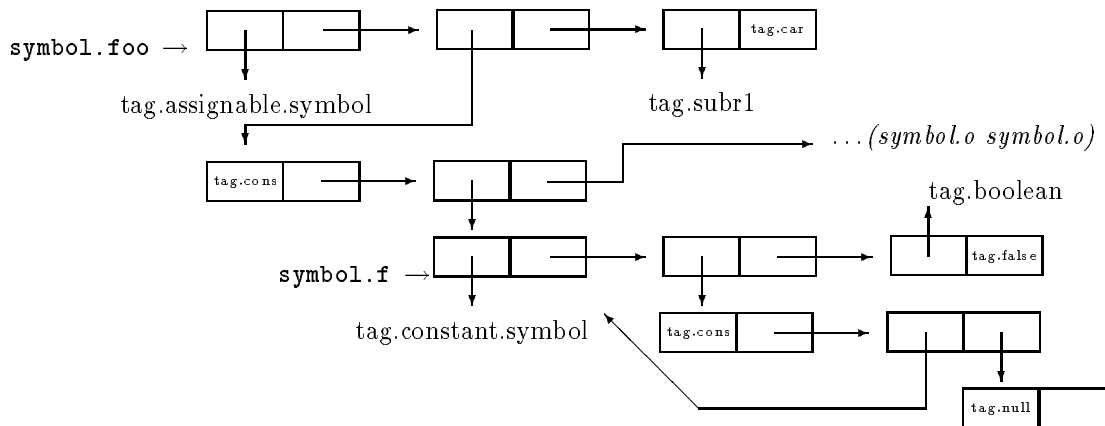 tag.car
symbol.foo →
tag.assignable.symbol
tag.subr1
...(symbol.o symbol.o)
tag.cons
tag.boolean
tag.false
symbol.f →
tag.constant.symbol
tag.cons
tag.null